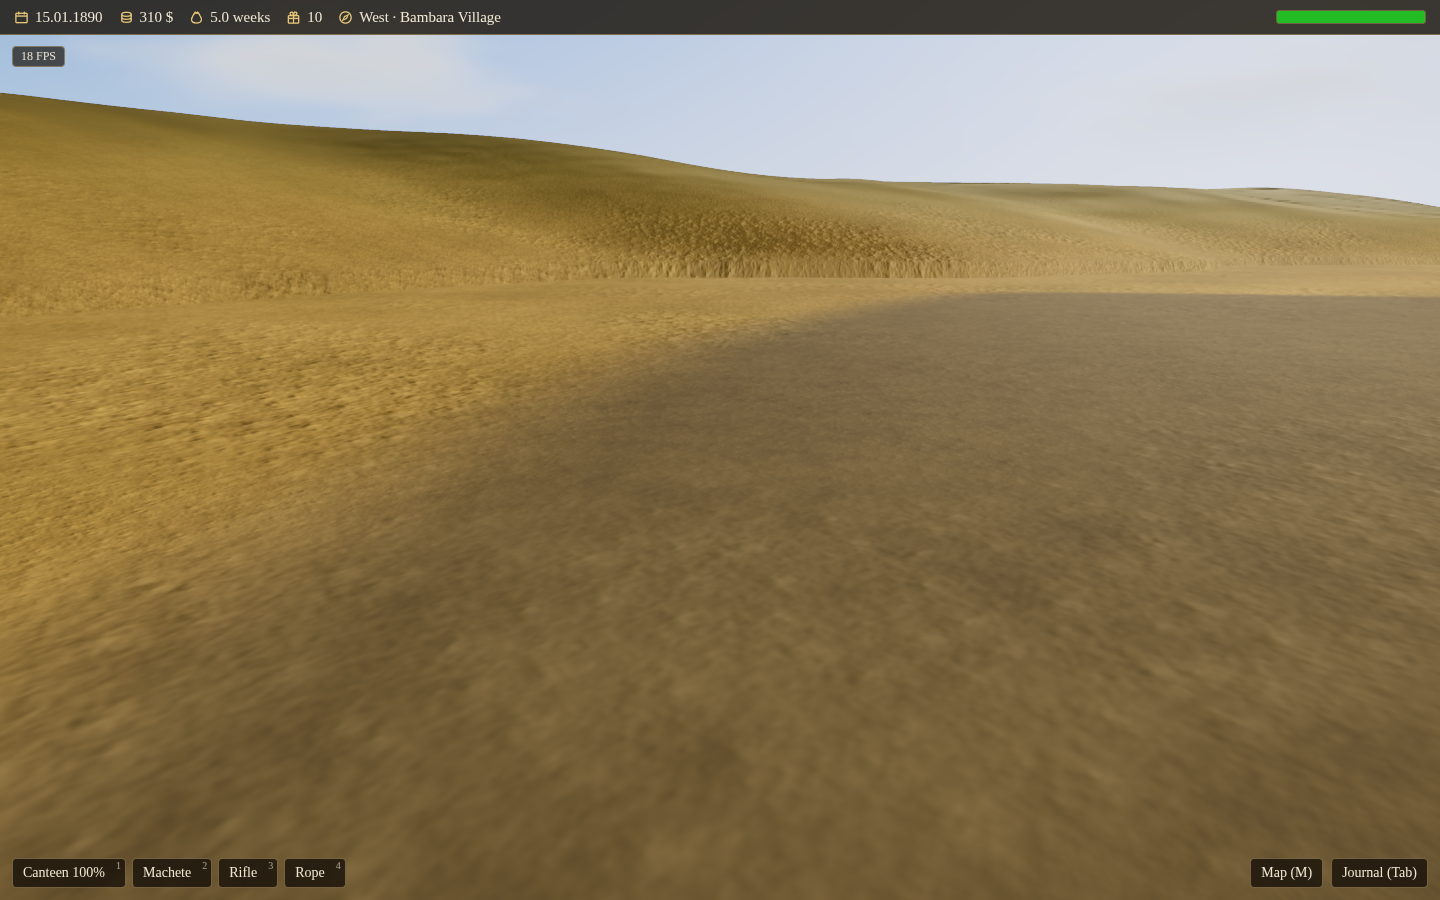 15.01.1890 310 $ 5.0 weeks 10 West · Bambara Village
18 FPS
Canteen 100% 1 Machete 2 Rifle 3 Rope 4 Map (M) Journal (Tab)